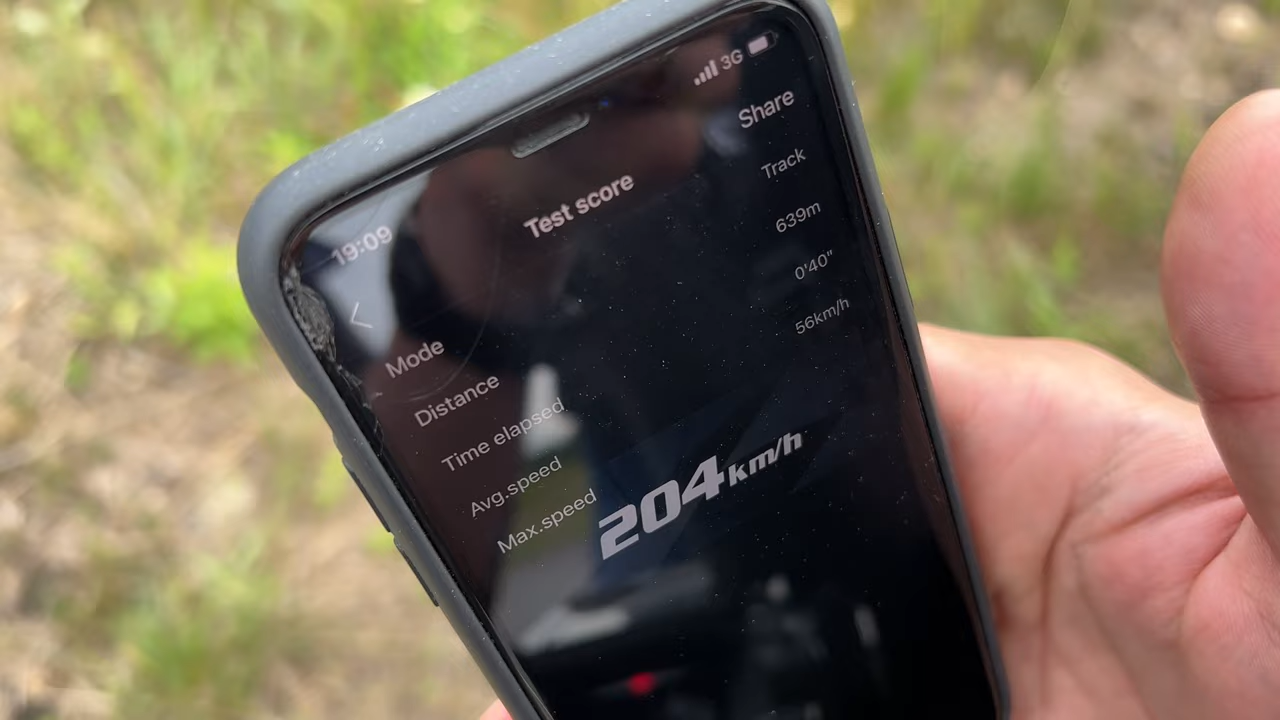 19:09
3G
Test score
Share
Mode Track
Distance 639m
Time elapsed 0'40"
Avg.speed 56km/h
Max.speed
204km/h